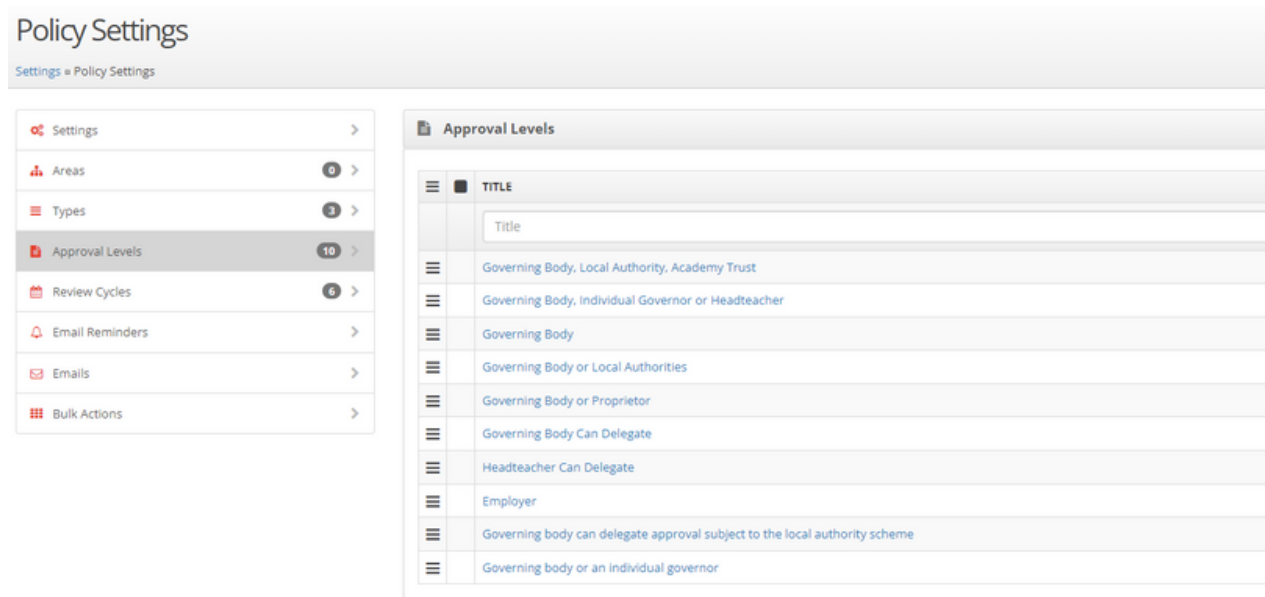 Policy Settings
Settings » Policy Settings
Settings
Areas 0
Types 3
Approval Levels 10
Review Cycles 6
Email Reminders
Emails
Bulk Actions
Approval Levels
TITLE
Title
Governing Body, Local Authority, Academy Trust
Governing Body, Individual Governor or Headteacher
Governing Body
Governing Body or Local Authorities
Governing Body or Proprietor
Governing Body Can Delegate
Headteacher Can Delegate
Employer
Governing body can delegate approval subject to the local authority scheme
Governing body or an individual governor